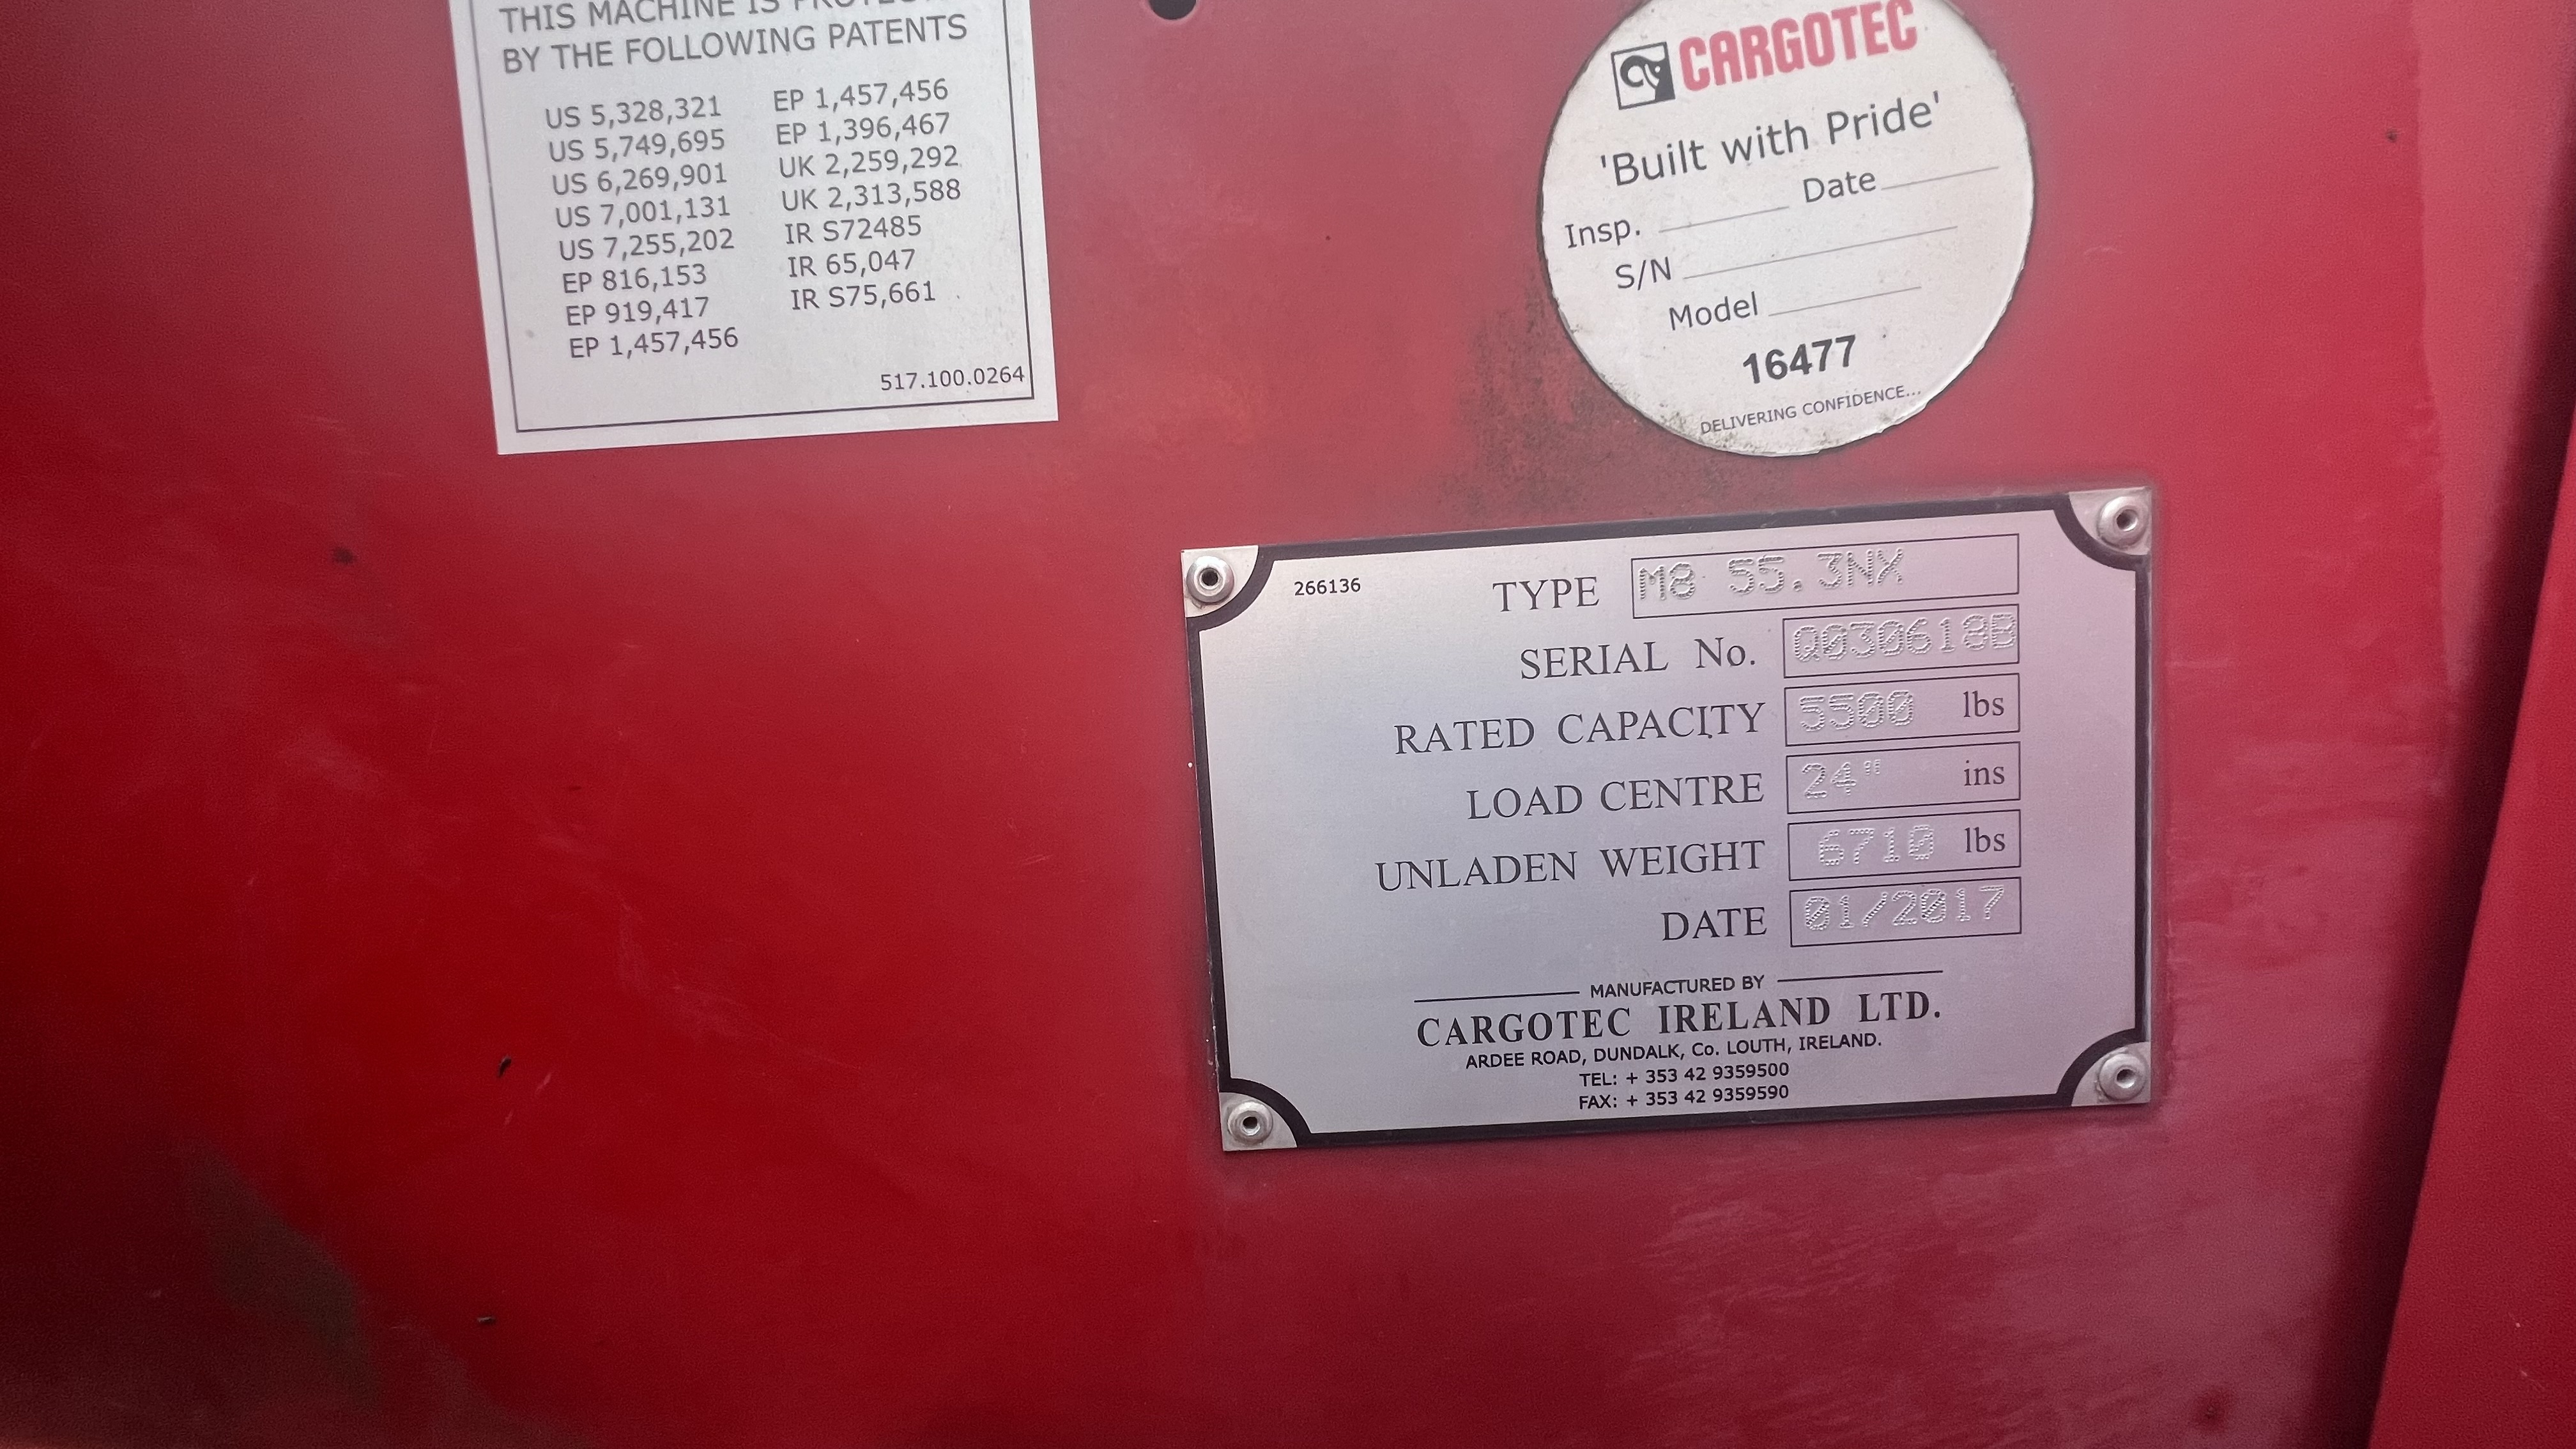 THIS MACHINE IS PROTEC
BY THE FOLLOWING PATENTS
US 5,328,321
US 5,749,695
US 6,269,901
US 7,001,131
US 7,255,202
EP 816,153
EP 919,417
EP 1,457,456
EP 1,457,456
EP 1,396,467
UK 2,259,292
UK 2,313,588
IR S72485
IR 65,047
IR S75,661
517.100.0264
CARGOTEC
'Built with Pride'
Insp. Date
S/N
Model
16477
DELIVERING CONFIDENCE...
266136
TYPE M8 55.3NX
SERIAL No. Q030618B
RATED CAPACITY 5500 lbs
LOAD CENTRE 24" ins
UNLADEN WEIGHT 6710 lbs
DATE 01/2017
MANUFACTURED BY
CARGOTEC IRELAND LTD.
ARDEE ROAD, DUNDALK, Co. LOUTH, IRELAND.
TEL: + 353 42 9359500
FAX: + 353 42 9359590